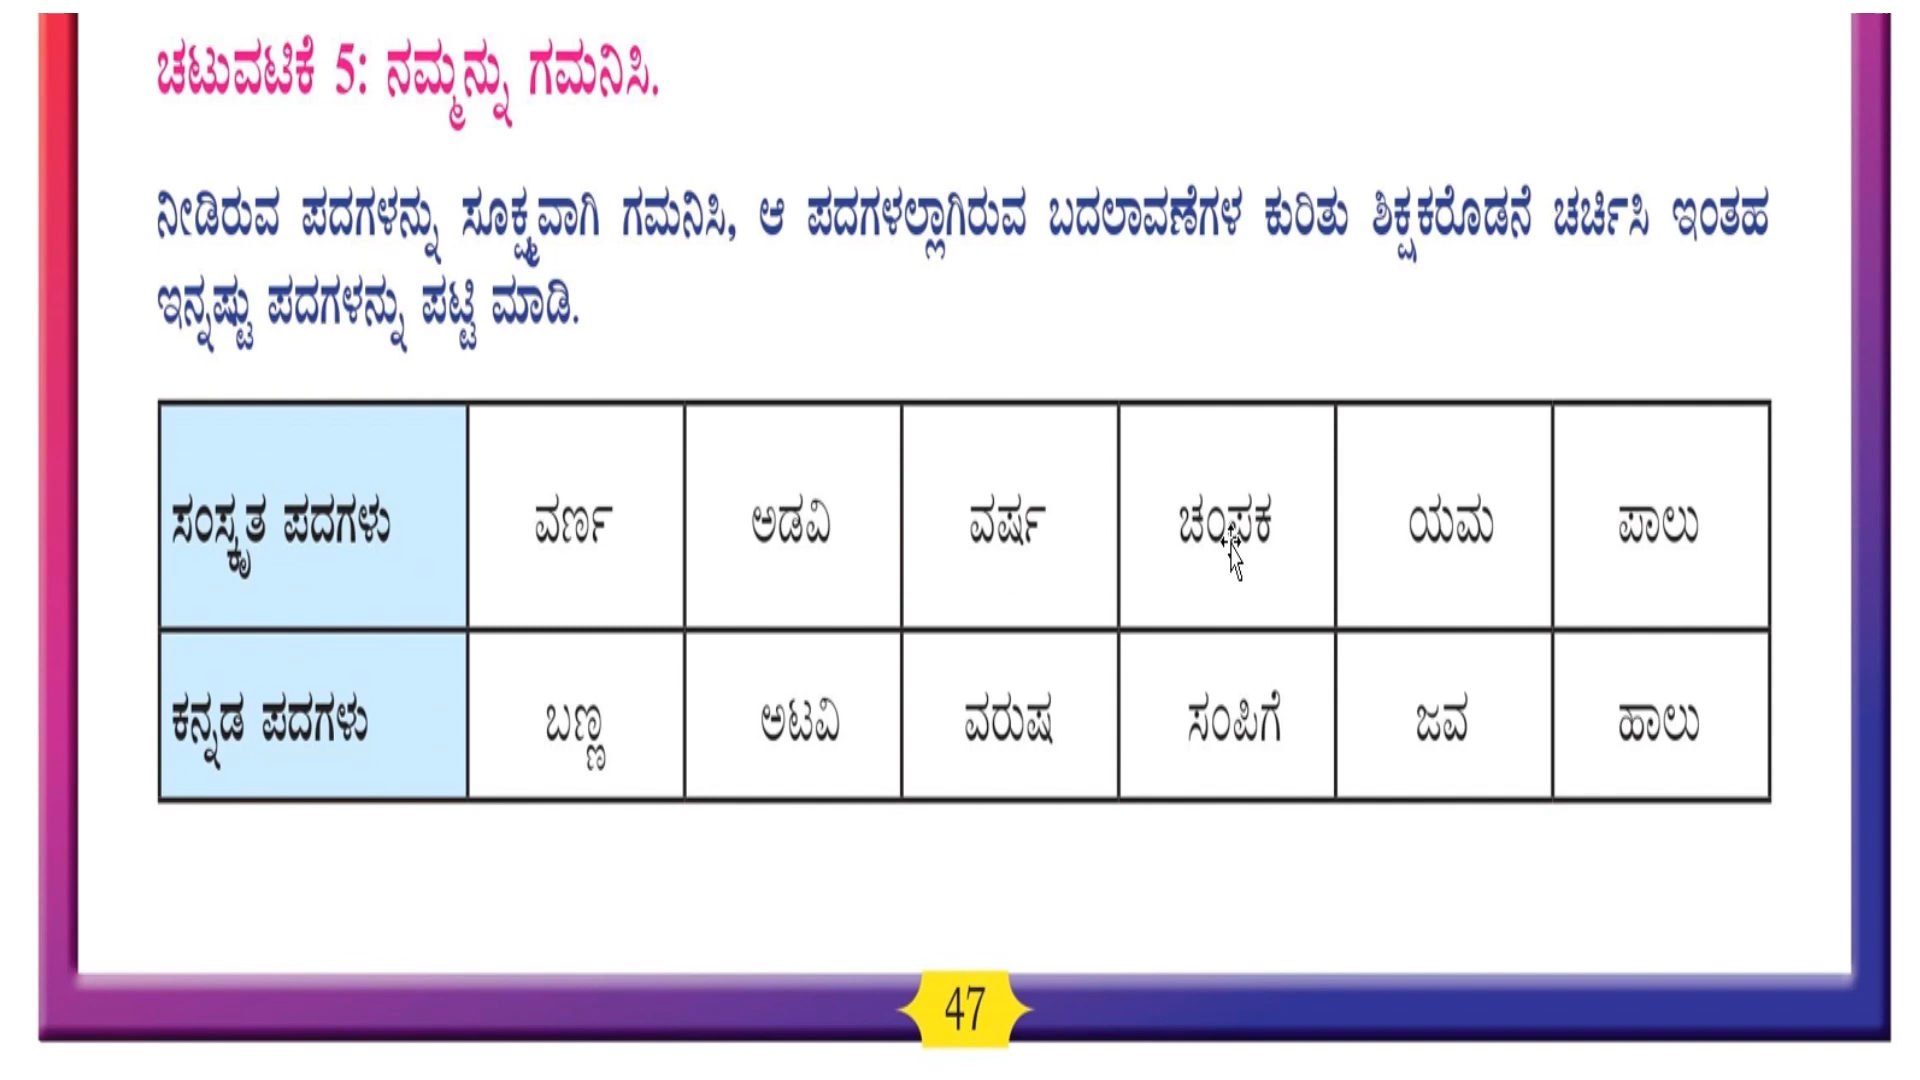 ಚಟುವಟಿಕೆ 5: ನಮ್ಮನ್ನು ಗಮನಿಸಿ.
ನೀಡಿರುವ ಪದಗಳನ್ನು ಸೂಕ್ಷ್ಮವಾಗಿ ಗಮನಿಸಿ, ಆ ಪದಗಳಲ್ಲಾಗಿರುವ ಬದಲಾವಣೆಗಳ ಕುರಿತು ಶಿಕ್ಷಕರೊಡನೆ ಚರ್ಚಿಸಿ ಇಂತಹ
ಇನ್ನಷ್ಟು ಪದಗಳನ್ನು ಪಟ್ಟಿ ಮಾಡಿ.
ಸಂಸ್ಕೃತ ಪದಗಳು ವರ್ಣ ಅಡವಿ ವರ್ಷ ಚಂಪಕ ಯಮ ಪಾಲು
ಕನ್ನಡ ಪದಗಳು ಬಣ್ಣ ಅಟವಿ ವರುಷ ಸಂಪಿಗೆ ಜವ ಹಾಲು
47